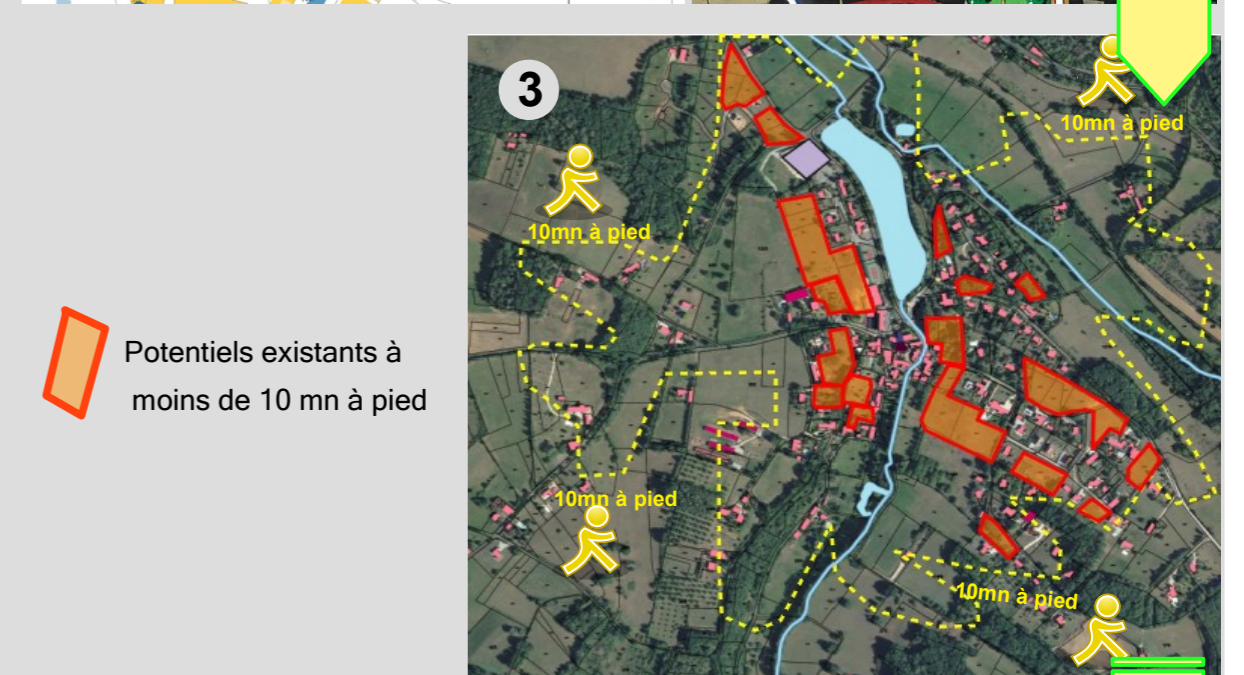 3
10mn à pied
10mn à pied
Potentiels existants à
moins de 10 mn à pied
10mn à pied
10mn à pied